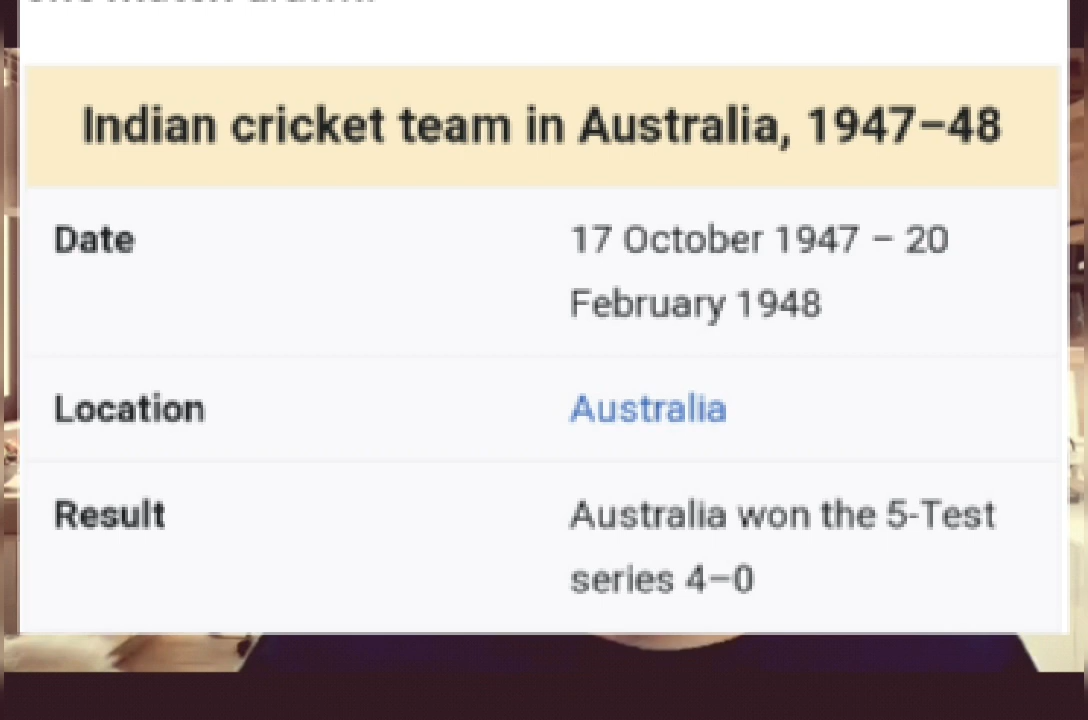 Indian cricket team in Australia, 1947–48
Date
17 October 1947 – 20
February 1948
Location
Australia
Result
Australia won the 5-Test
series 4–0